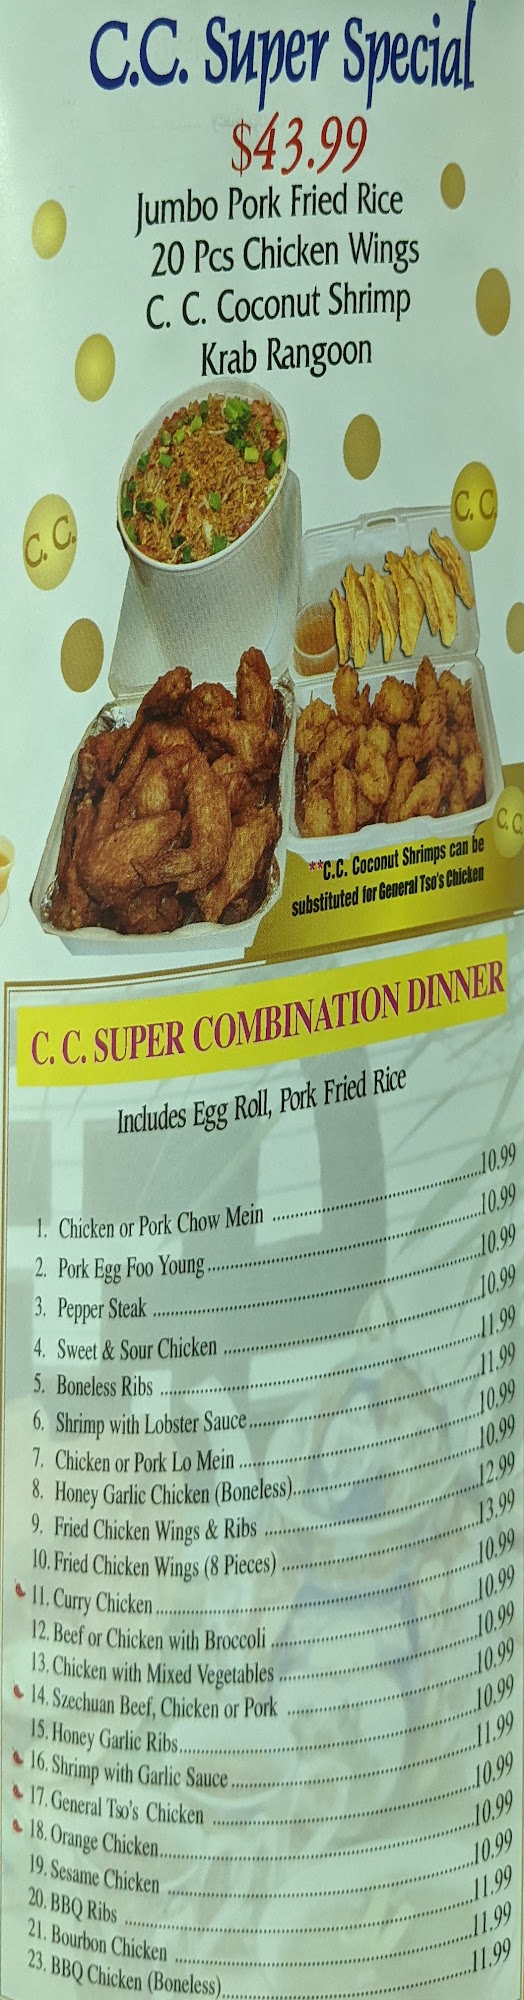 C.C. Super Special
$43.99
Jumbo Pork Fried Rice
20 Pcs Chicken Wings
C. C. Coconut Shrimp
Krab Rangoon
C. C.
C. C.
C. C.
**C.C. Coconut Shrimps can be
substituted for General Tso's Chicken
C. C. SUPER COMBINATION DINNER
Includes Egg Roll, Pork Fried Rice
1. Chicken or Pork Chow Mein ........ 10.99
2. Pork Egg Foo Young ........ 10.99
3. Pepper Steak ........ 10.99
4. Sweet & Sour Chicken ........ 10.99
5. Boneless Ribs ........ 11.99
6. Shrimp with Lobster Sauce ........ 11.99
7. Chicken or Pork Lo Mein ........ 10.99
8. Honey Garlic Chicken (Boneless) ........ 10.99
9. Fried Chicken Wings & Ribs ........ 12.99
10. Fried Chicken Wings (8 Pieces) ........ 13.99
11. Curry Chicken ........ 10.99
12. Beef or Chicken with Broccoli ........ 10.99
13. Chicken with Mixed Vegetables ........ 10.99
14. Szechuan Beef, Chicken or Pork ........ 10.99
15. Honey Garlic Ribs ........ 10.99
16. Shrimp with Garlic Sauce ........ 11.99
17. General Tso's Chicken ........ 10.99
18. Orange Chicken ........ 10.99
19. Sesame Chicken ........ 10.99
20. BBQ Ribs ........ 11.99
21. Bourbon Chicken ........ 11.99
23. BBQ Chicken (Boneless) ........ 11.99